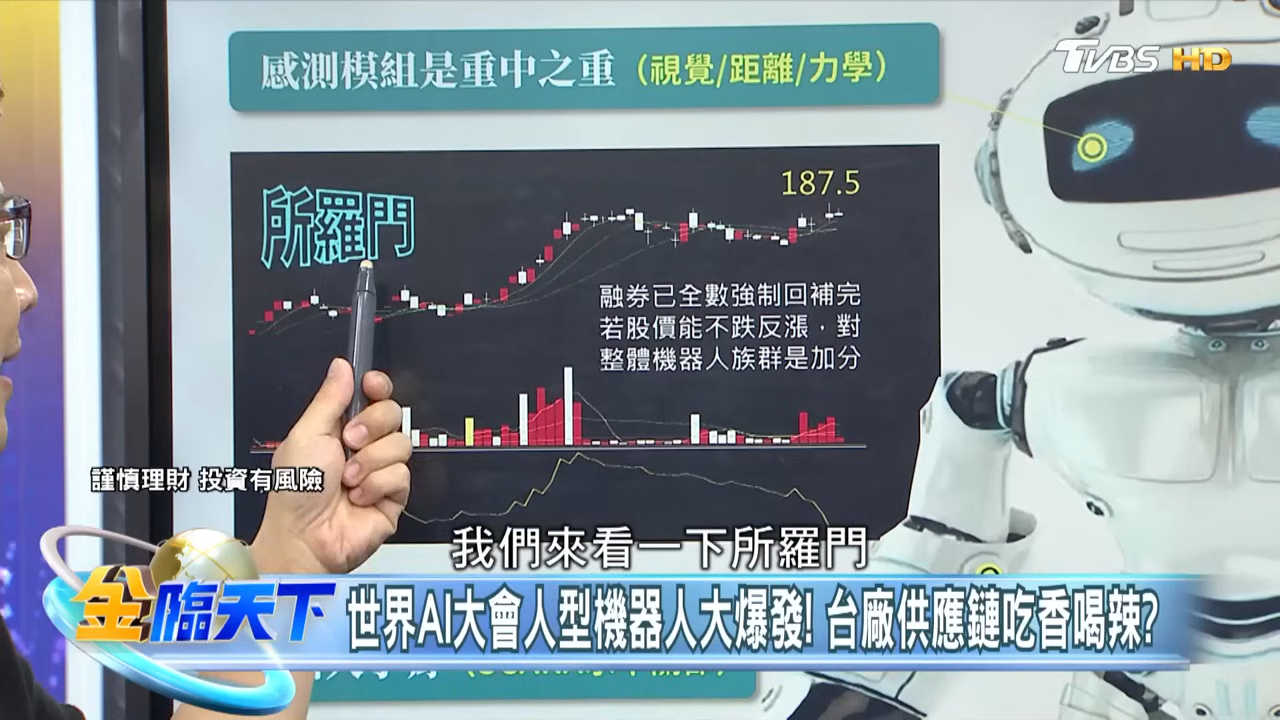 感測模組是重中之重（視覺/距離/力學）
TVBS HD
所羅門
187.5
融券已全數強制回補完
若股價能不跌反漲，對
整體機器人族群是加分
謹慎理財 投資有風險
我們來看一下所羅門
金臨天下
世界AI大會人型機器人大爆發! 台廠供應鏈吃香喝辣?